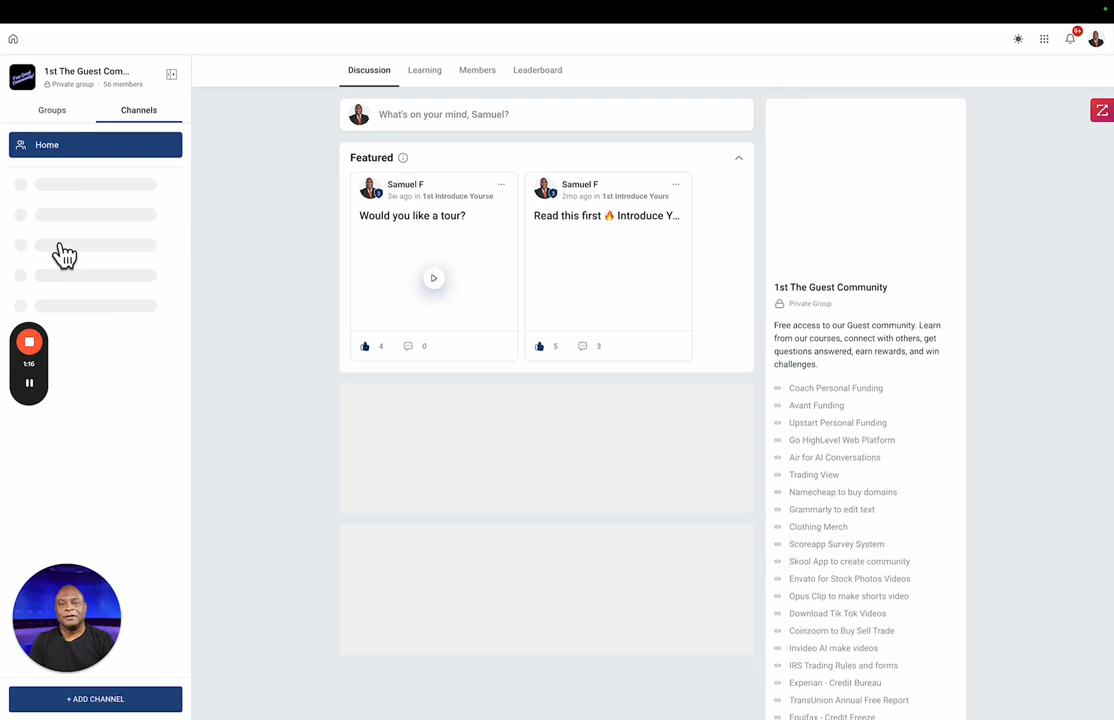 9+
1st The Guest Com...
Private group · 56 members
Groups
Channels
Home
1:16
+ ADD CHANNEL
Discussion
Learning
Members
Leaderboard
What's on your mind, Samuel?
Featured
Samuel F
3w ago in 1st Introduce Yourse
Would you like a tour?
4
0
Samuel F
2mo ago in 1st Introduce Yours
Read this first 🔥 Introduce Y...
5
3
1st The Guest Community
Private Group
Free access to our Guest community. Learn
from our courses, connect with others, get
questions answered, earn rewards, and win
challenges.
Coach Personal Funding
Avant Funding
Upstart Personal Funding
Go HighLevel Web Platform
Air for AI Conversations
Trading View
Namecheap to buy domains
Grammarly to edit text
Clothing Merch
Scoreapp Survey System
Skool App to create community
Envato for Stock Photos Videos
Opus Clip to make shorts video
Download Tik Tok Videos
Coinzoom to Buy Sell Trade
Invideo AI make videos
IRS Trading Rules and forms
Experian - Credit Bureau
TransUnion Annual Free Report
Equifax - Credit Freeze